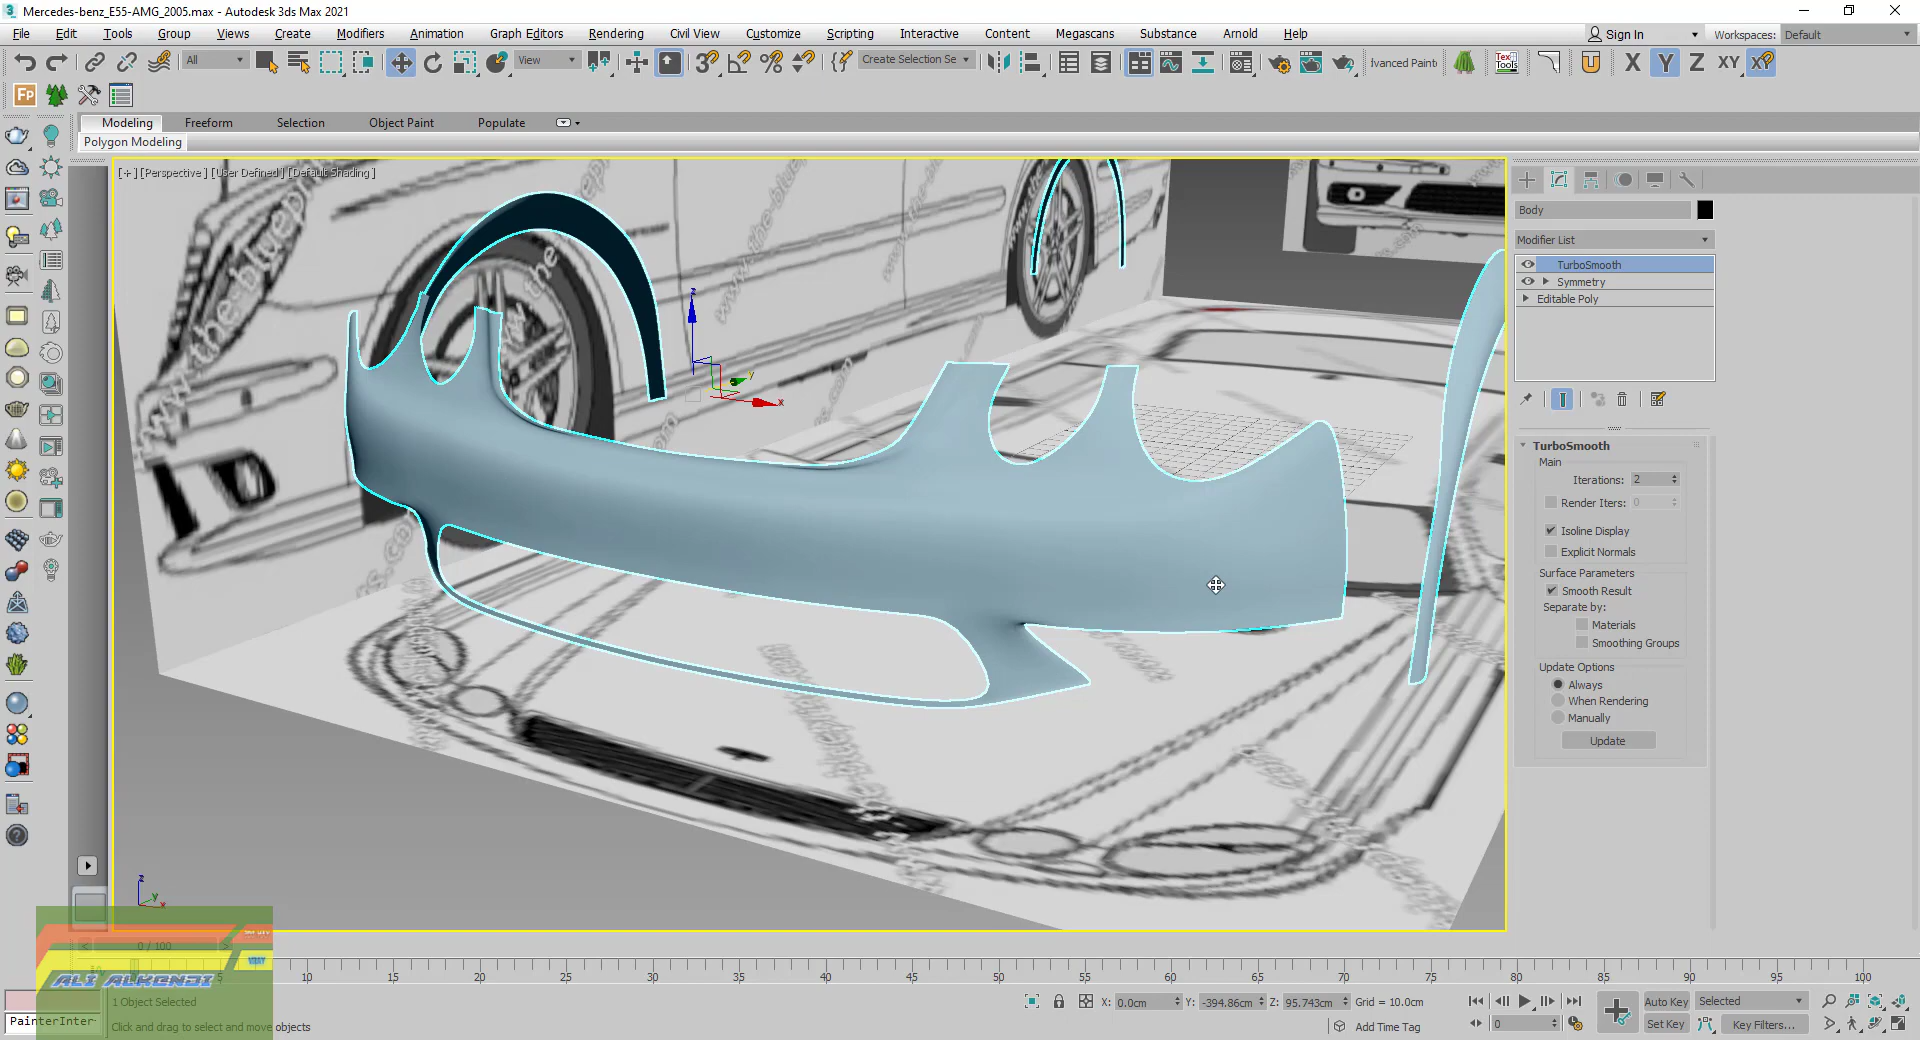 Mercedes-benz_E55-AMG_2005.max - Autodesk 3ds Max 2021
File Edit Tools Group Views Create Modifiers Animation Graph Editors Rendering Civil View Customize Scripting Interactive Content Megascans Substance Arnold Help Sign In Workspaces: Default
All View Create Selection Se Tools X Y Z XY
Fp
Modeling Freeform Selection Object Paint Populate
Polygon Modeling
[+] [Perspective] [User Defined] [Default Shading]
Body
Modifier List
TurboSmooth
Symmetry
Editable Poly
TurboSmooth
Main
Iterations: 2
Render Iters: 0
Isoline Display
Explicit Normals
Surface Parameters
Smooth Result
Separate by:
Materials
Smoothing Groups
Update Options
Always
When Rendering
Manually
Update
z
y
x
z
y
x
0 / 100
ALI ALKENDI
5 10 15 20 25 30 35 40 45 50 55 60 65 70 75 80 85 90 95 100
1 Object Selected
X: 0.0cm Y: -394.86cm Z: 95.743cm Grid = 10.0cm
Auto Key Selected
PainterInter
Click and drag to select and move objects
Add Time Tag
0
Set Key Key Filters...